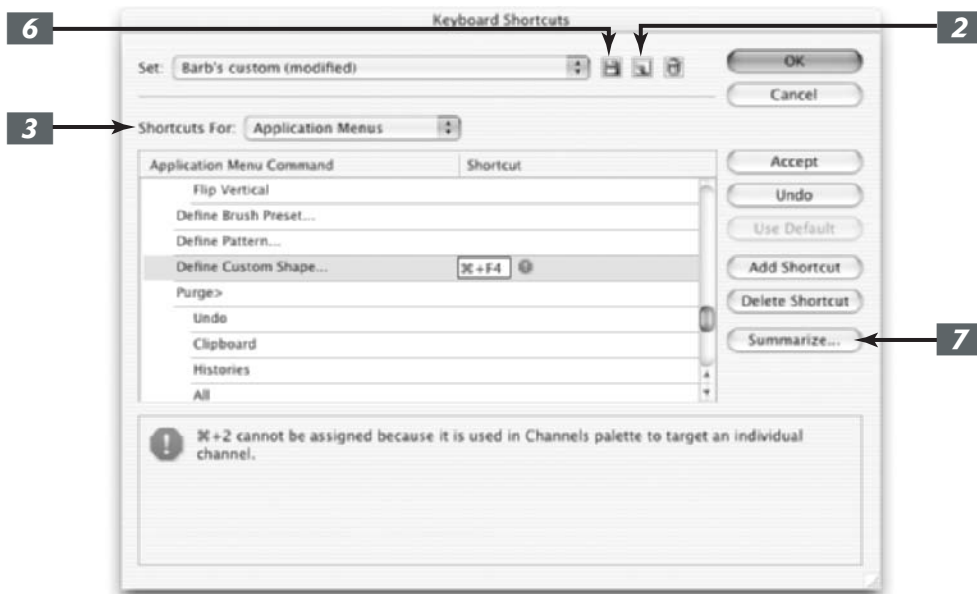 Keyboard Shortcuts
6
2
Set: Barb's custom (modified)
OK
Cancel
3
Shortcuts For: Application Menus
Application Menu Command Shortcut
Accept
Flip Vertical
Undo
Define Brush Preset...
Use Default
Define Pattern...
Define Custom Shape... ⌘+F4
Add Shortcut
Purge>
Delete Shortcut
Undo
Clipboard
Summarize...
7
Histories
All
⌘+2 cannot be assigned because it is used in Channels palette to target an individual
channel.